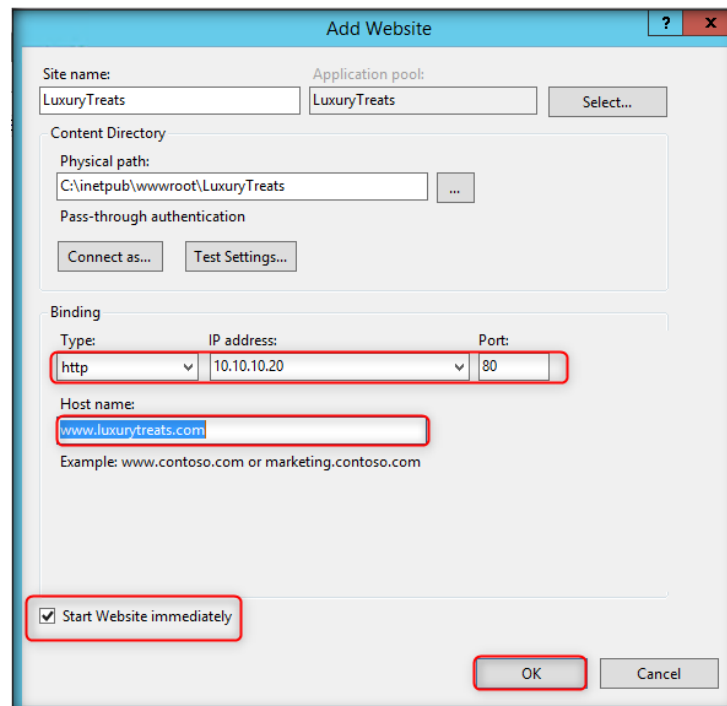 Add Website
?
x
Site name:
Application pool:
LuxuryTreats
LuxuryTreats
Select...
Content Directory
Physical path:
C:\inetpub\wwwroot\LuxuryTreats
...
Pass-through authentication
Connect as...
Test Settings...
Binding
Type:
IP address:
Port:
http
10.10.10.20
80
Host name:
www.luxurytreats.com
Example: www.contoso.com or marketing.contoso.com
Start Website immediately
OK
Cancel